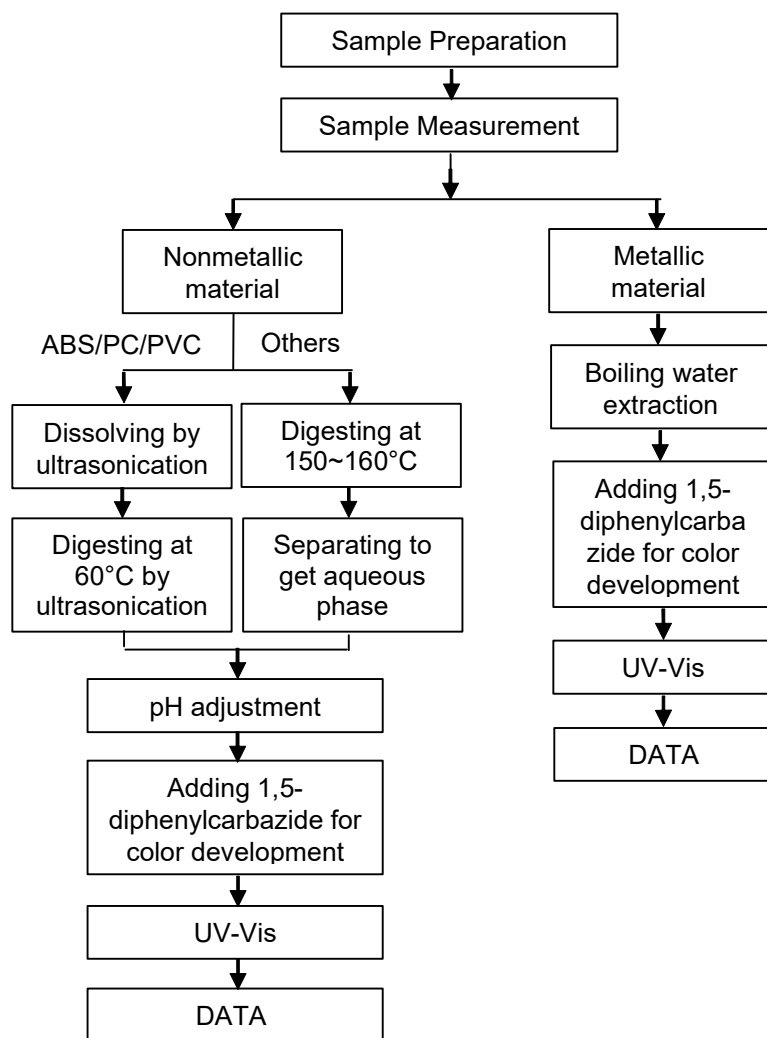 Sample Preparation
Sample Measurement
Nonmetallic
material
ABS/PC/PVC
Others
Dissolving by
ultrasonication
Digesting at
150~160°C
Digesting at
60°C by
ultrasonication
Separating to
get aqueous
phase
pH adjustment
Adding 1,5-
diphenylcarbazide for
color development
UV-Vis
DATA
Metallic
material
Boiling water
extraction
Adding 1,5-
diphenylcarba
zide for color
development
UV-Vis
DATA